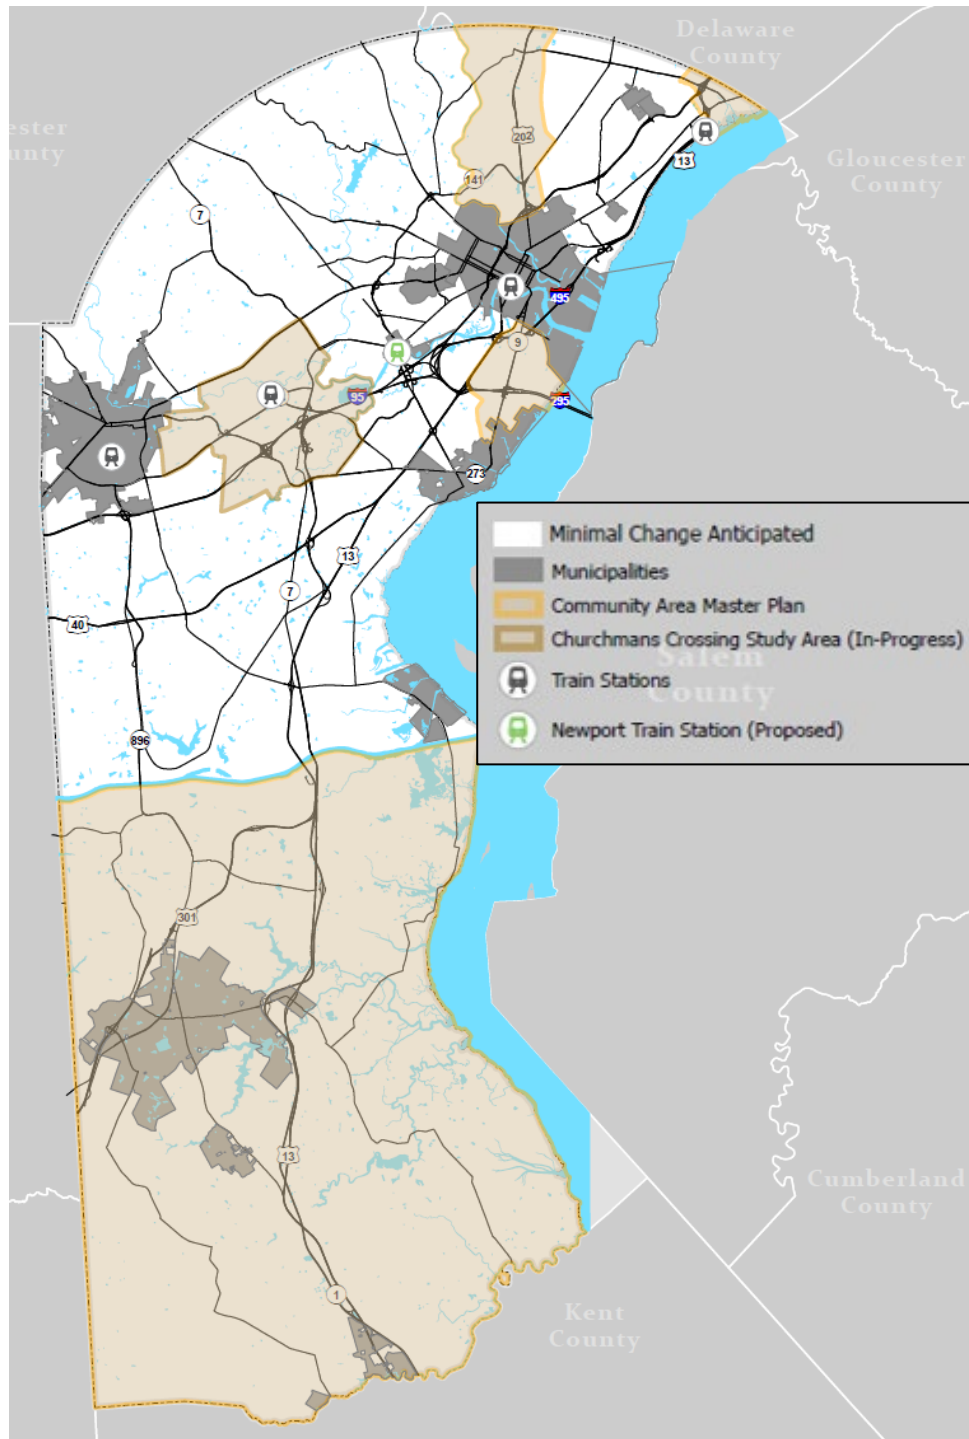 Delaware
County
ester
unty
Gloucester
County
202
13
141
7
495
9
95
295
273
13
7
40
896
Minimal Change Anticipated
Municipalities
Community Area Master Plan
Churchmans Crossing Study Area (In-Progress)
Salem
County
Train Stations
Newport Train Station (Proposed)
301
13
1
Cumberland
County
Kent
County